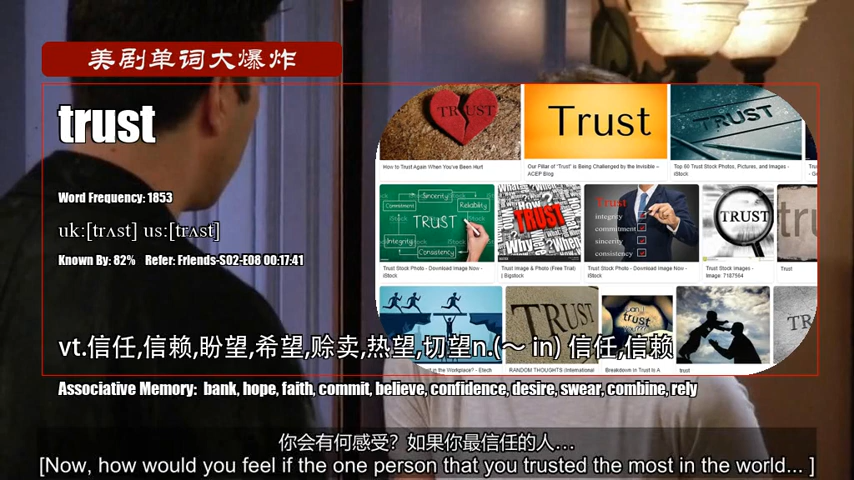 美剧单词大爆炸
trust
Word Frequency: 1853
uk:[trʌst] us:[trʌst]
Known By: 82% Refer: Friends-S02-E08 00:17:41
TRUST
Trust
TRUST
How to Trust Again When You've Been Hurt
Our Pillar of "Trust" is Being Challenged by the Invisible –
ACEP Blog
Top 60 Trust Stock Photos, Pictures, and Images -
iStock
Sincerity
Commitment
Reliability
TRUST
Integrity
Consistency
TRUST
Trust
integrity
commitment
sincerity
consistency
TRUST
Trust Stock Photo - Download Image Now -
iStock
Trust Image & Photo (Free Trial)
| Bigstock
Trust Stock Photo - Download Image Now -
iStock
Trust Stock Images -
Image: 7187564
Trust
TRUST
trust
vt.信任,信赖,盼望,希望,赊卖,热望,切望n.(～ in) 信任,信赖
in the Workplace? - Etech
RANDOM THOUGHTS (International
Breakdown in Trust Is A
trust
iStock
Associative Memory: bank, hope, faith, commit, believe, confidence, desire, swear, combine, rely
你会有何感受？如果你最信任的人…
[Now, how would you feel if the one person that you trusted the most in the world... ]